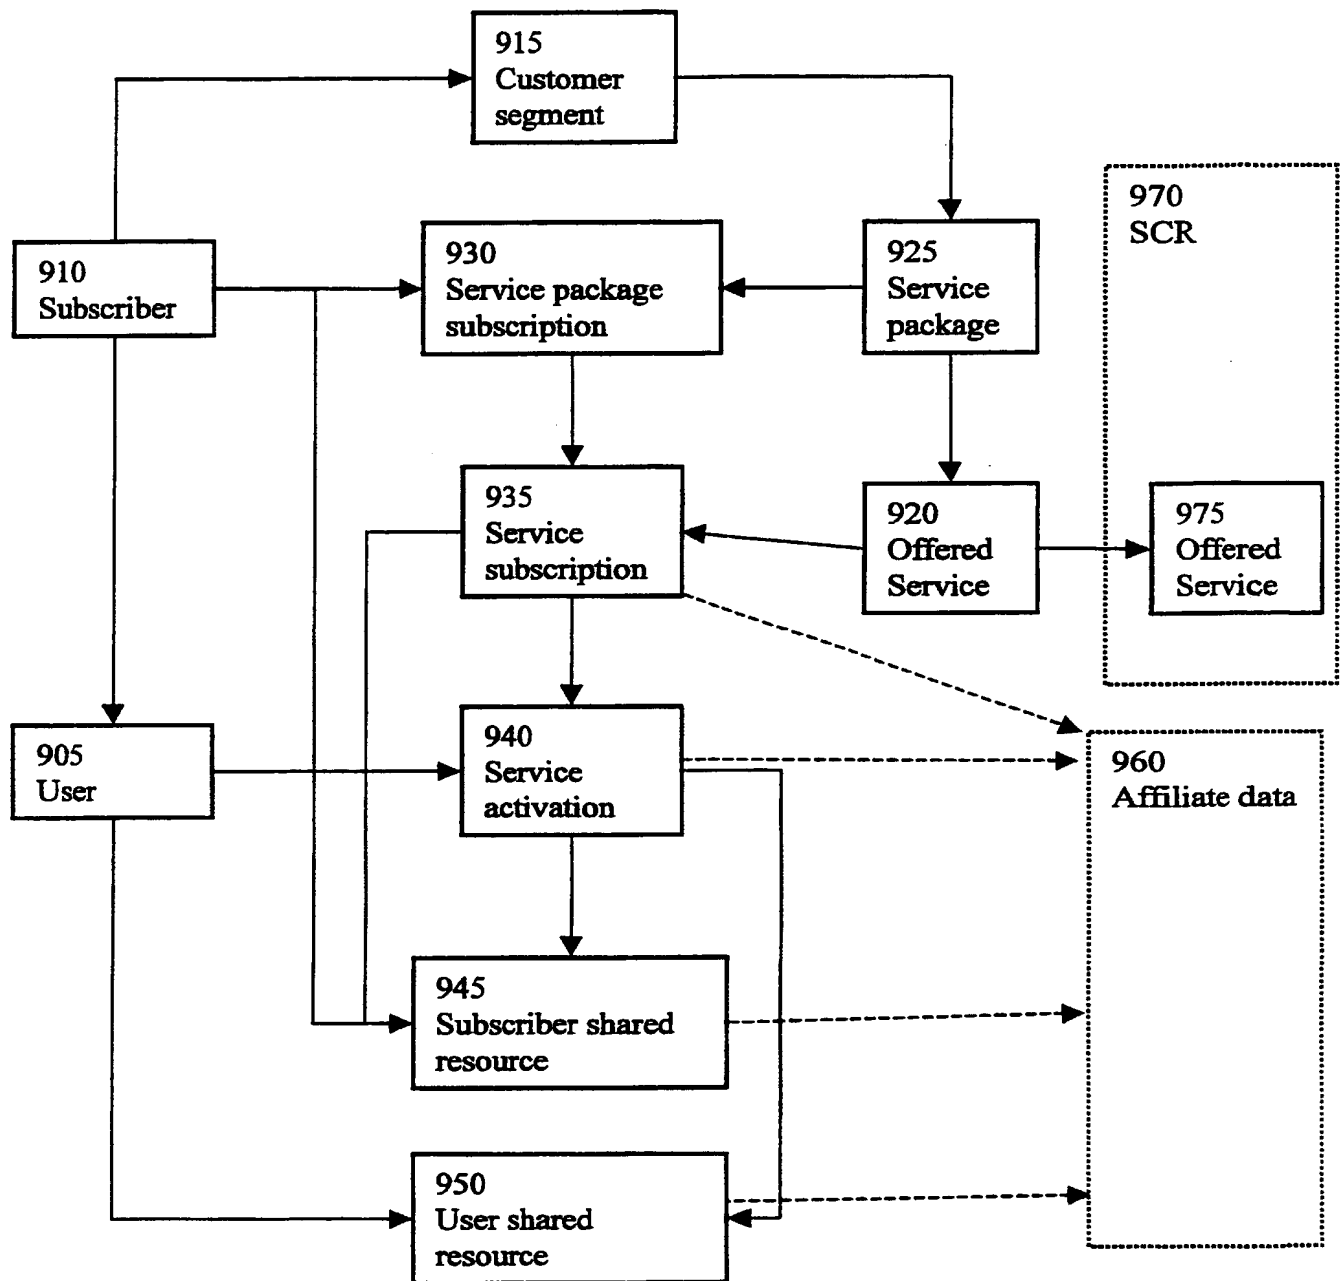 915
Customer
segment
970
SCR
910
Subscriber
930
Service package
subscription
925
Service
package
935
Service
subscription
920
Offered
Service
975
Offered
Service
905
User
940
Service
activation
960
Affiliate data
945
Subscriber shared
resource
950
User shared
resource